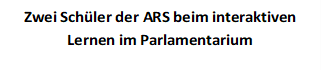 Zwei Schüler der ARS beim interaktiven
Lernen im Parlamentarium